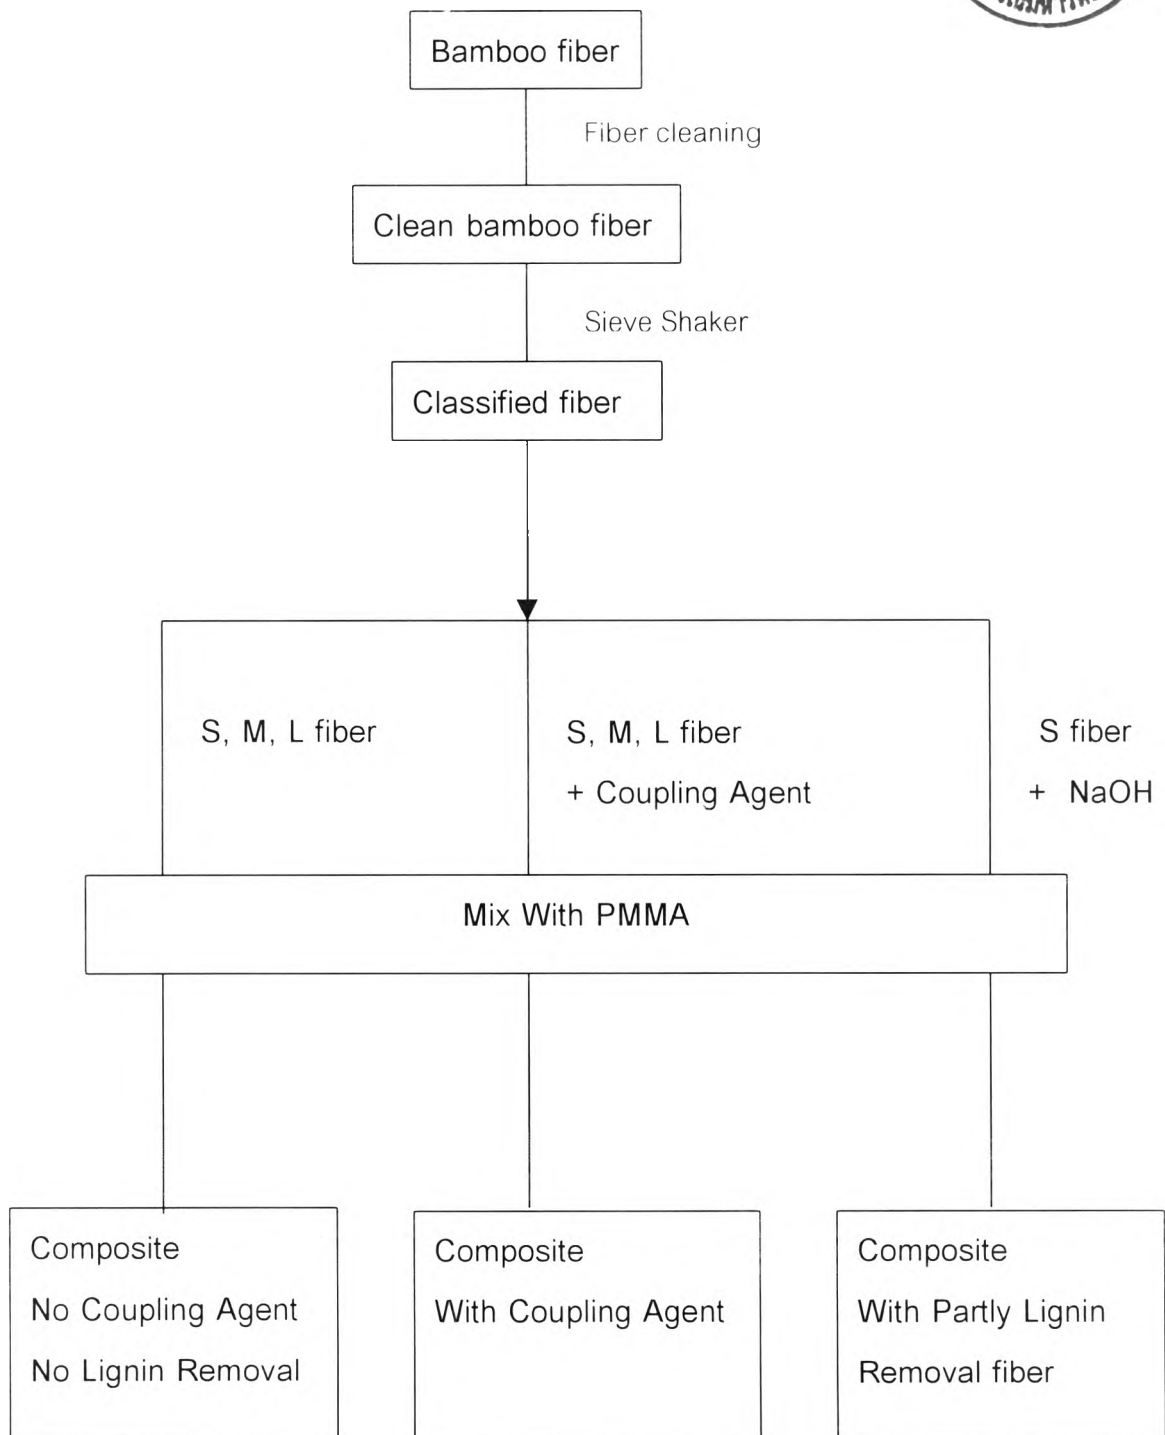 Bamboo fiber
Fiber cleaning
Clean bamboo fiber
Sieve Shaker
Classified fiber
S, M, L fiber
S, M, L fiber
+ Coupling Agent
S fiber
+ NaOH
Mix With PMMA
Composite
No Coupling Agent
No Lignin Removal
Composite
With Coupling Agent
Composite
With Partly Lignin
Removal fiber